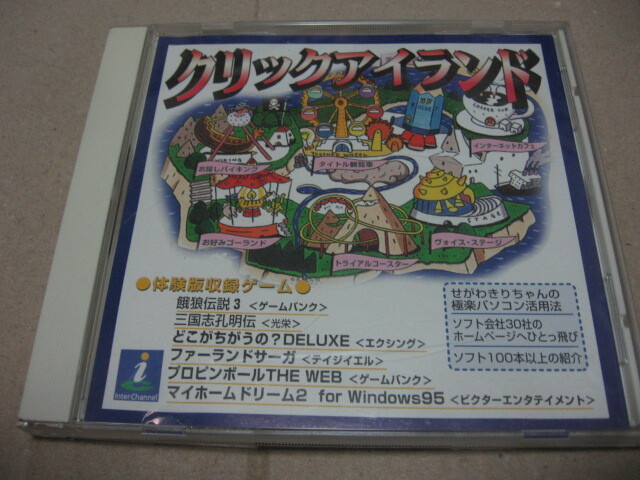 クリックアイランド
インターネットカフェ
お探しバイキング
タイトル観覧車
お好みゴーランド
ヴォイス・ステージ
トライアルコースター
STAGE
●体験版収録ゲーム●
餓狼伝説3 <ゲームバンク>
三国志孔明伝 <光栄>
どこがちがうの?DELUXE <エクシング>
ファーランドサーガ <テイジイエル>
プロピンボールTHE WEB <ゲームバンク>
マイホームドリーム2 for Windows95 <ビクターエンタテイメント>
せがわきりちゃんの
極楽パソコン活用法
ソフト会社30社の
ホームページへひとっ飛び
ソフト100本以上の紹介
i
Inter Channel